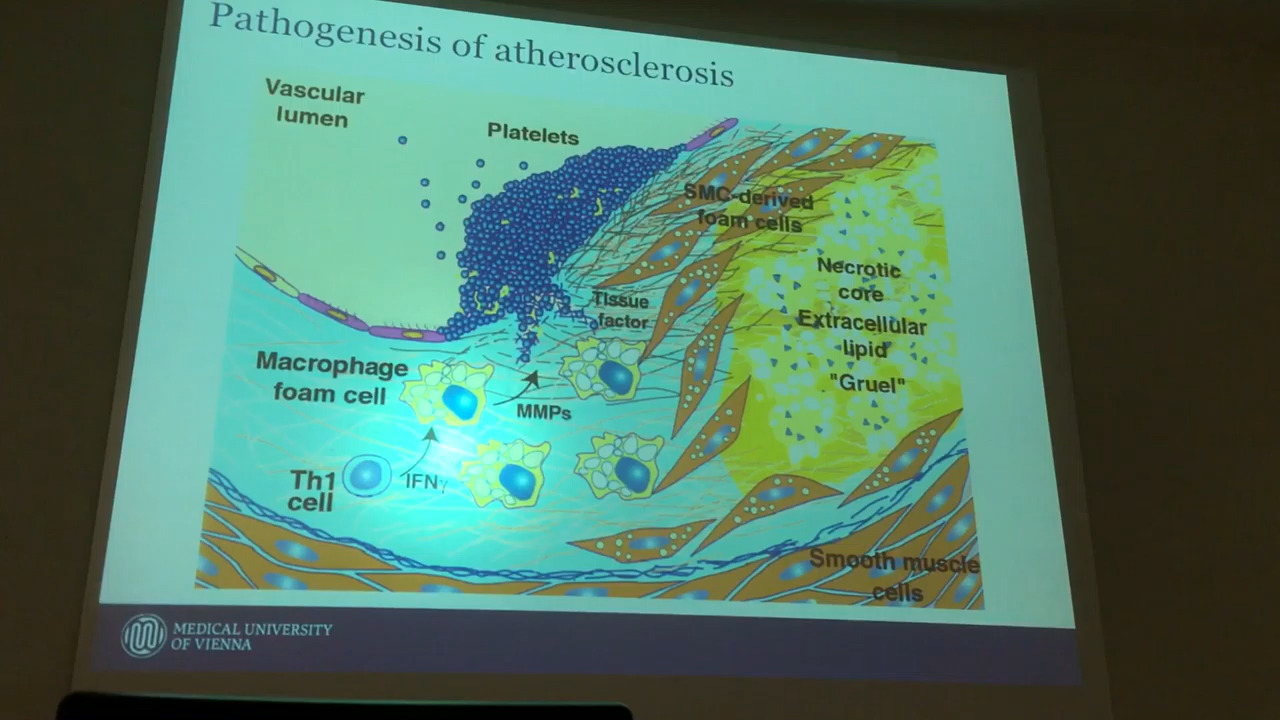 Pathogenesis of atherosclerosis
Vascular
lumen
Platelets
SMC-derived
foam cells
Necrotic
core
Extracellular
lipid
"Gruel"
Tissue
factor
Macrophage
foam cell
MMPs
Th1
cell
IFNγ
Smooth muscle
cells
MEDICAL UNIVERSITY
OF VIENNA